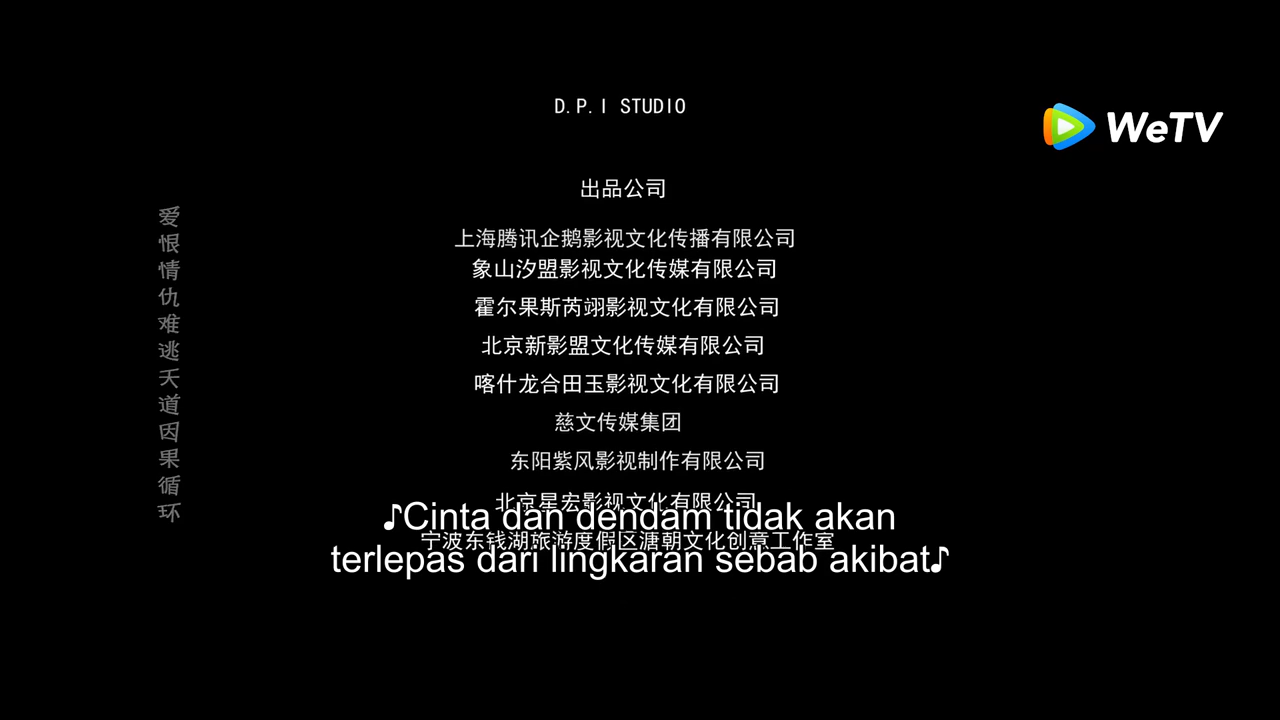 D.P.I STUDIO
WeTV
出品公司
爱恨情仇难逃天道因果循环
上海腾讯企鹅影视文化传播有限公司
象山汐盟影视文化传媒有限公司
霍尔果斯芮翊影视文化有限公司
北京新影盟文化传媒有限公司
喀什龙合田玉影视文化有限公司
慈文传媒集团
东阳紫风影视制作有限公司
北京星宏影视文化有限公司
♪Cinta dan dendam tidak akan
宁波东钱湖旅游度假区溏朝文化创意工作室
terlepas dari lingkaran sebab akibat♪